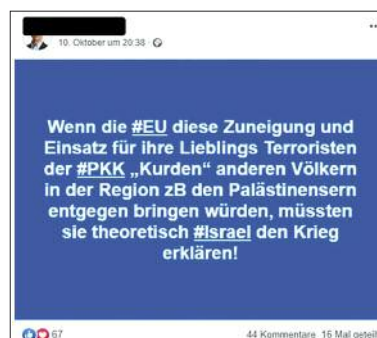 10. Oktober um 20:38 ·
Wenn die #EU diese Zuneigung und
Einsatz für ihre Lieblings Terroristen
der #PKK „Kurden“ anderen Völkern
in der Region zB den Palästinensern
entgegen bringen würden, müssten
sie theoretisch #Israel den Krieg
erklären!
67
44 Kommentare 16 Mal geteilt